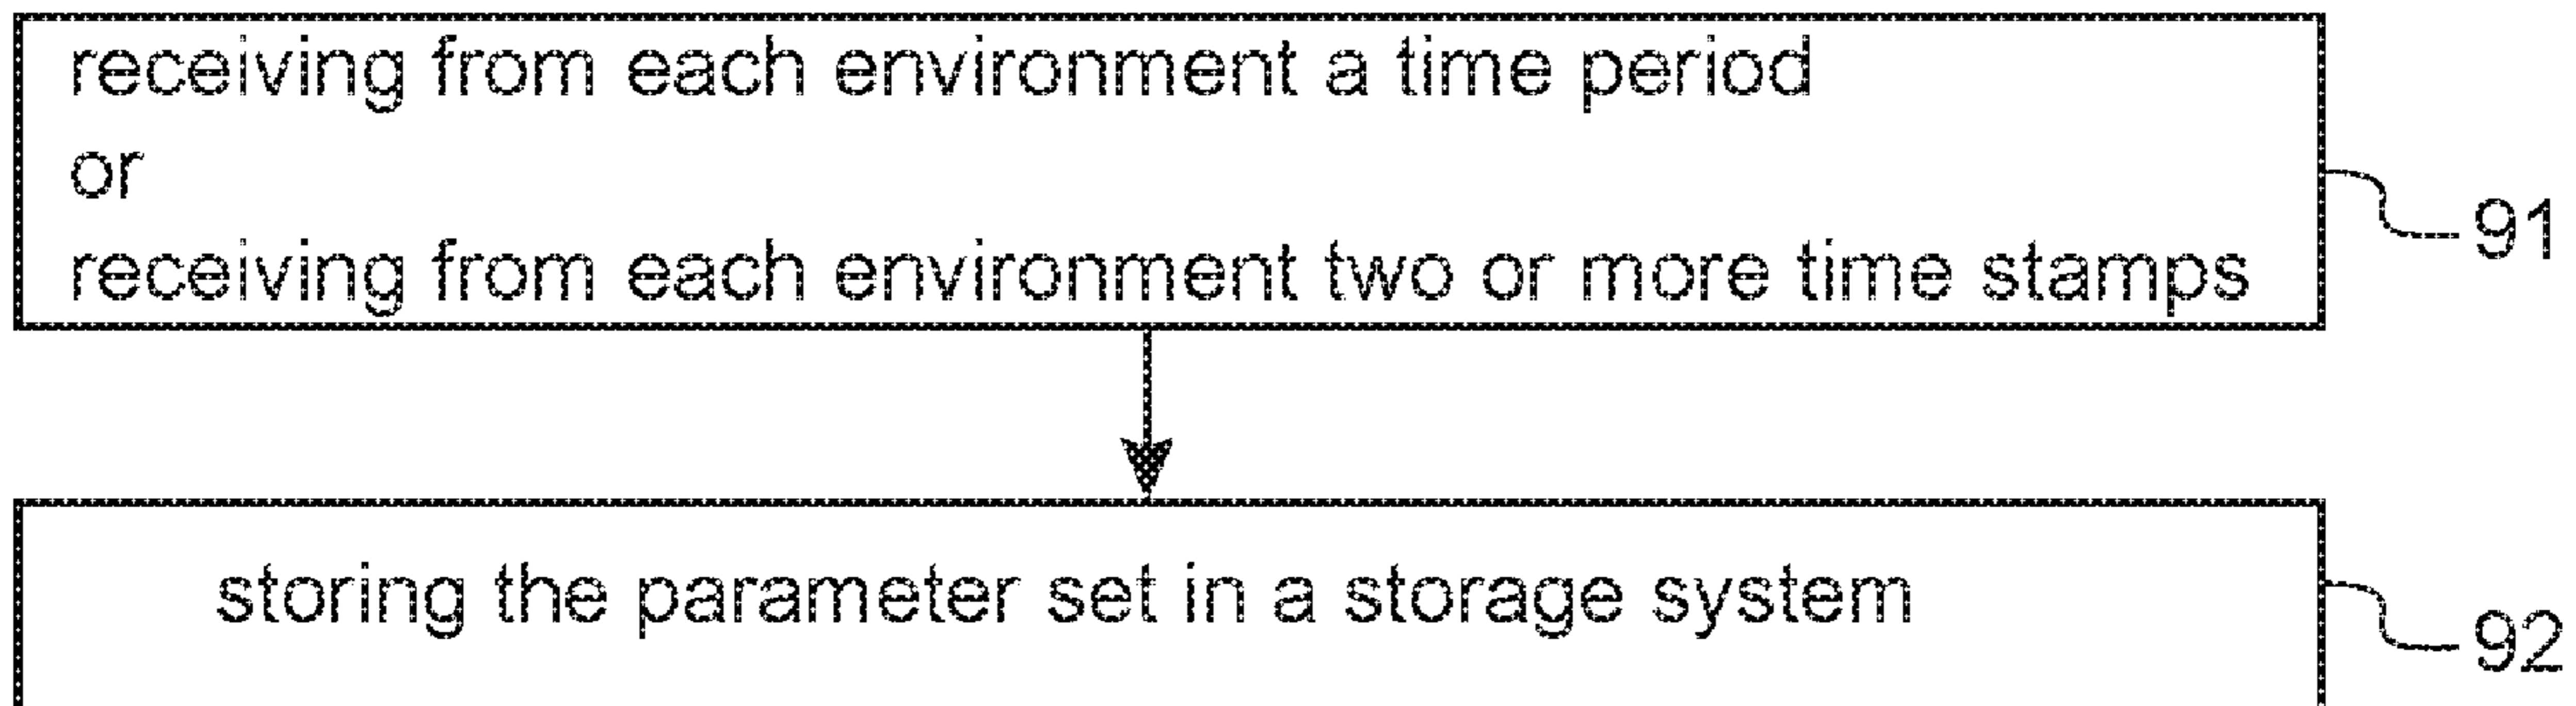 receiving from each environment a time period
or
receiving from each environment two or more time stamps
91
storing the parameter set in a storage system
92